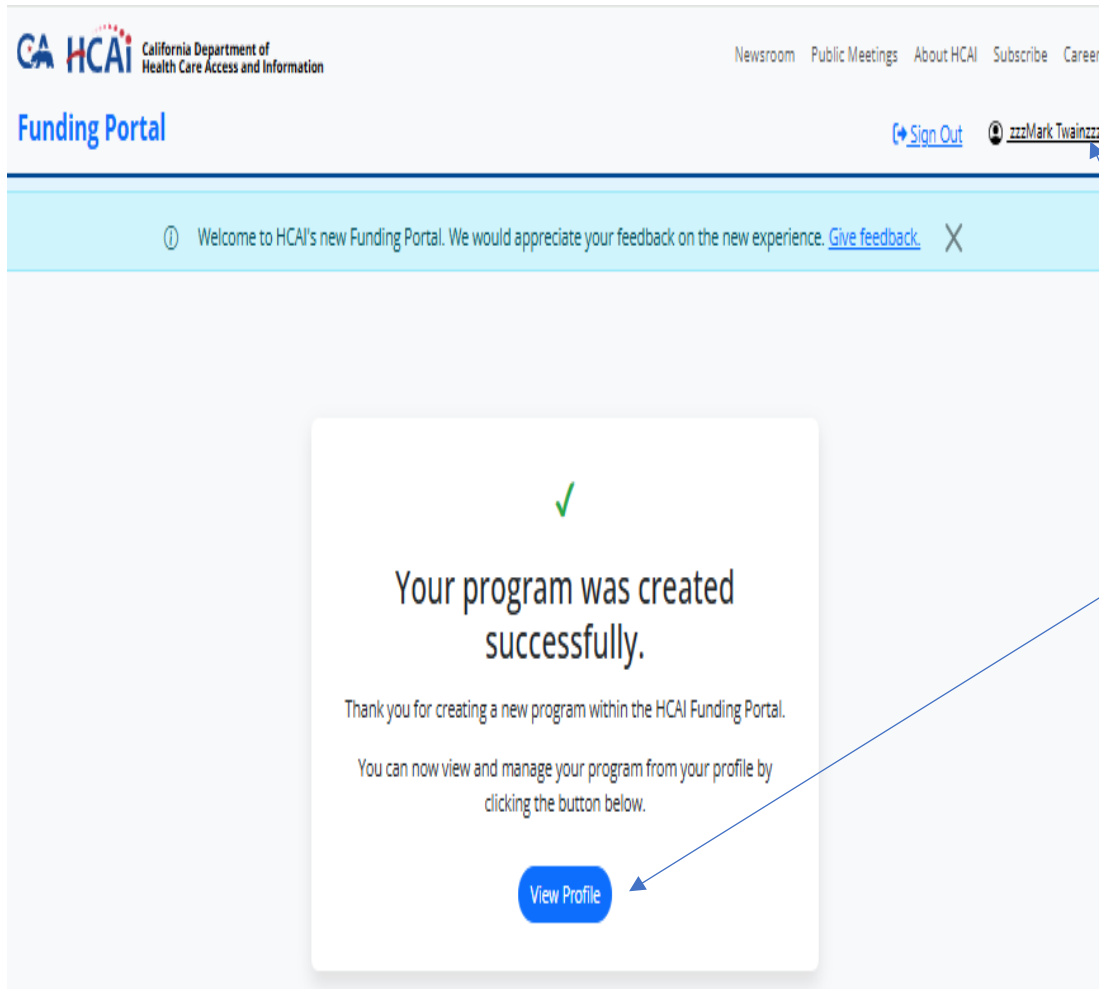 CA HCAi California Department of
Health Care Access and Information
Newsroom Public Meetings About HCAI Subscribe Career
Funding Portal
Sign Out zzzMark Twainzzz
Welcome to HCAI's new Funding Portal. We would appreciate your feedback on the new experience. Give feedback.
Your program was created
successfully.
Thank you for creating a new program within the HCAI Funding Portal.
You can now view and manage your program from your profile by
clicking the button below.
View Profile